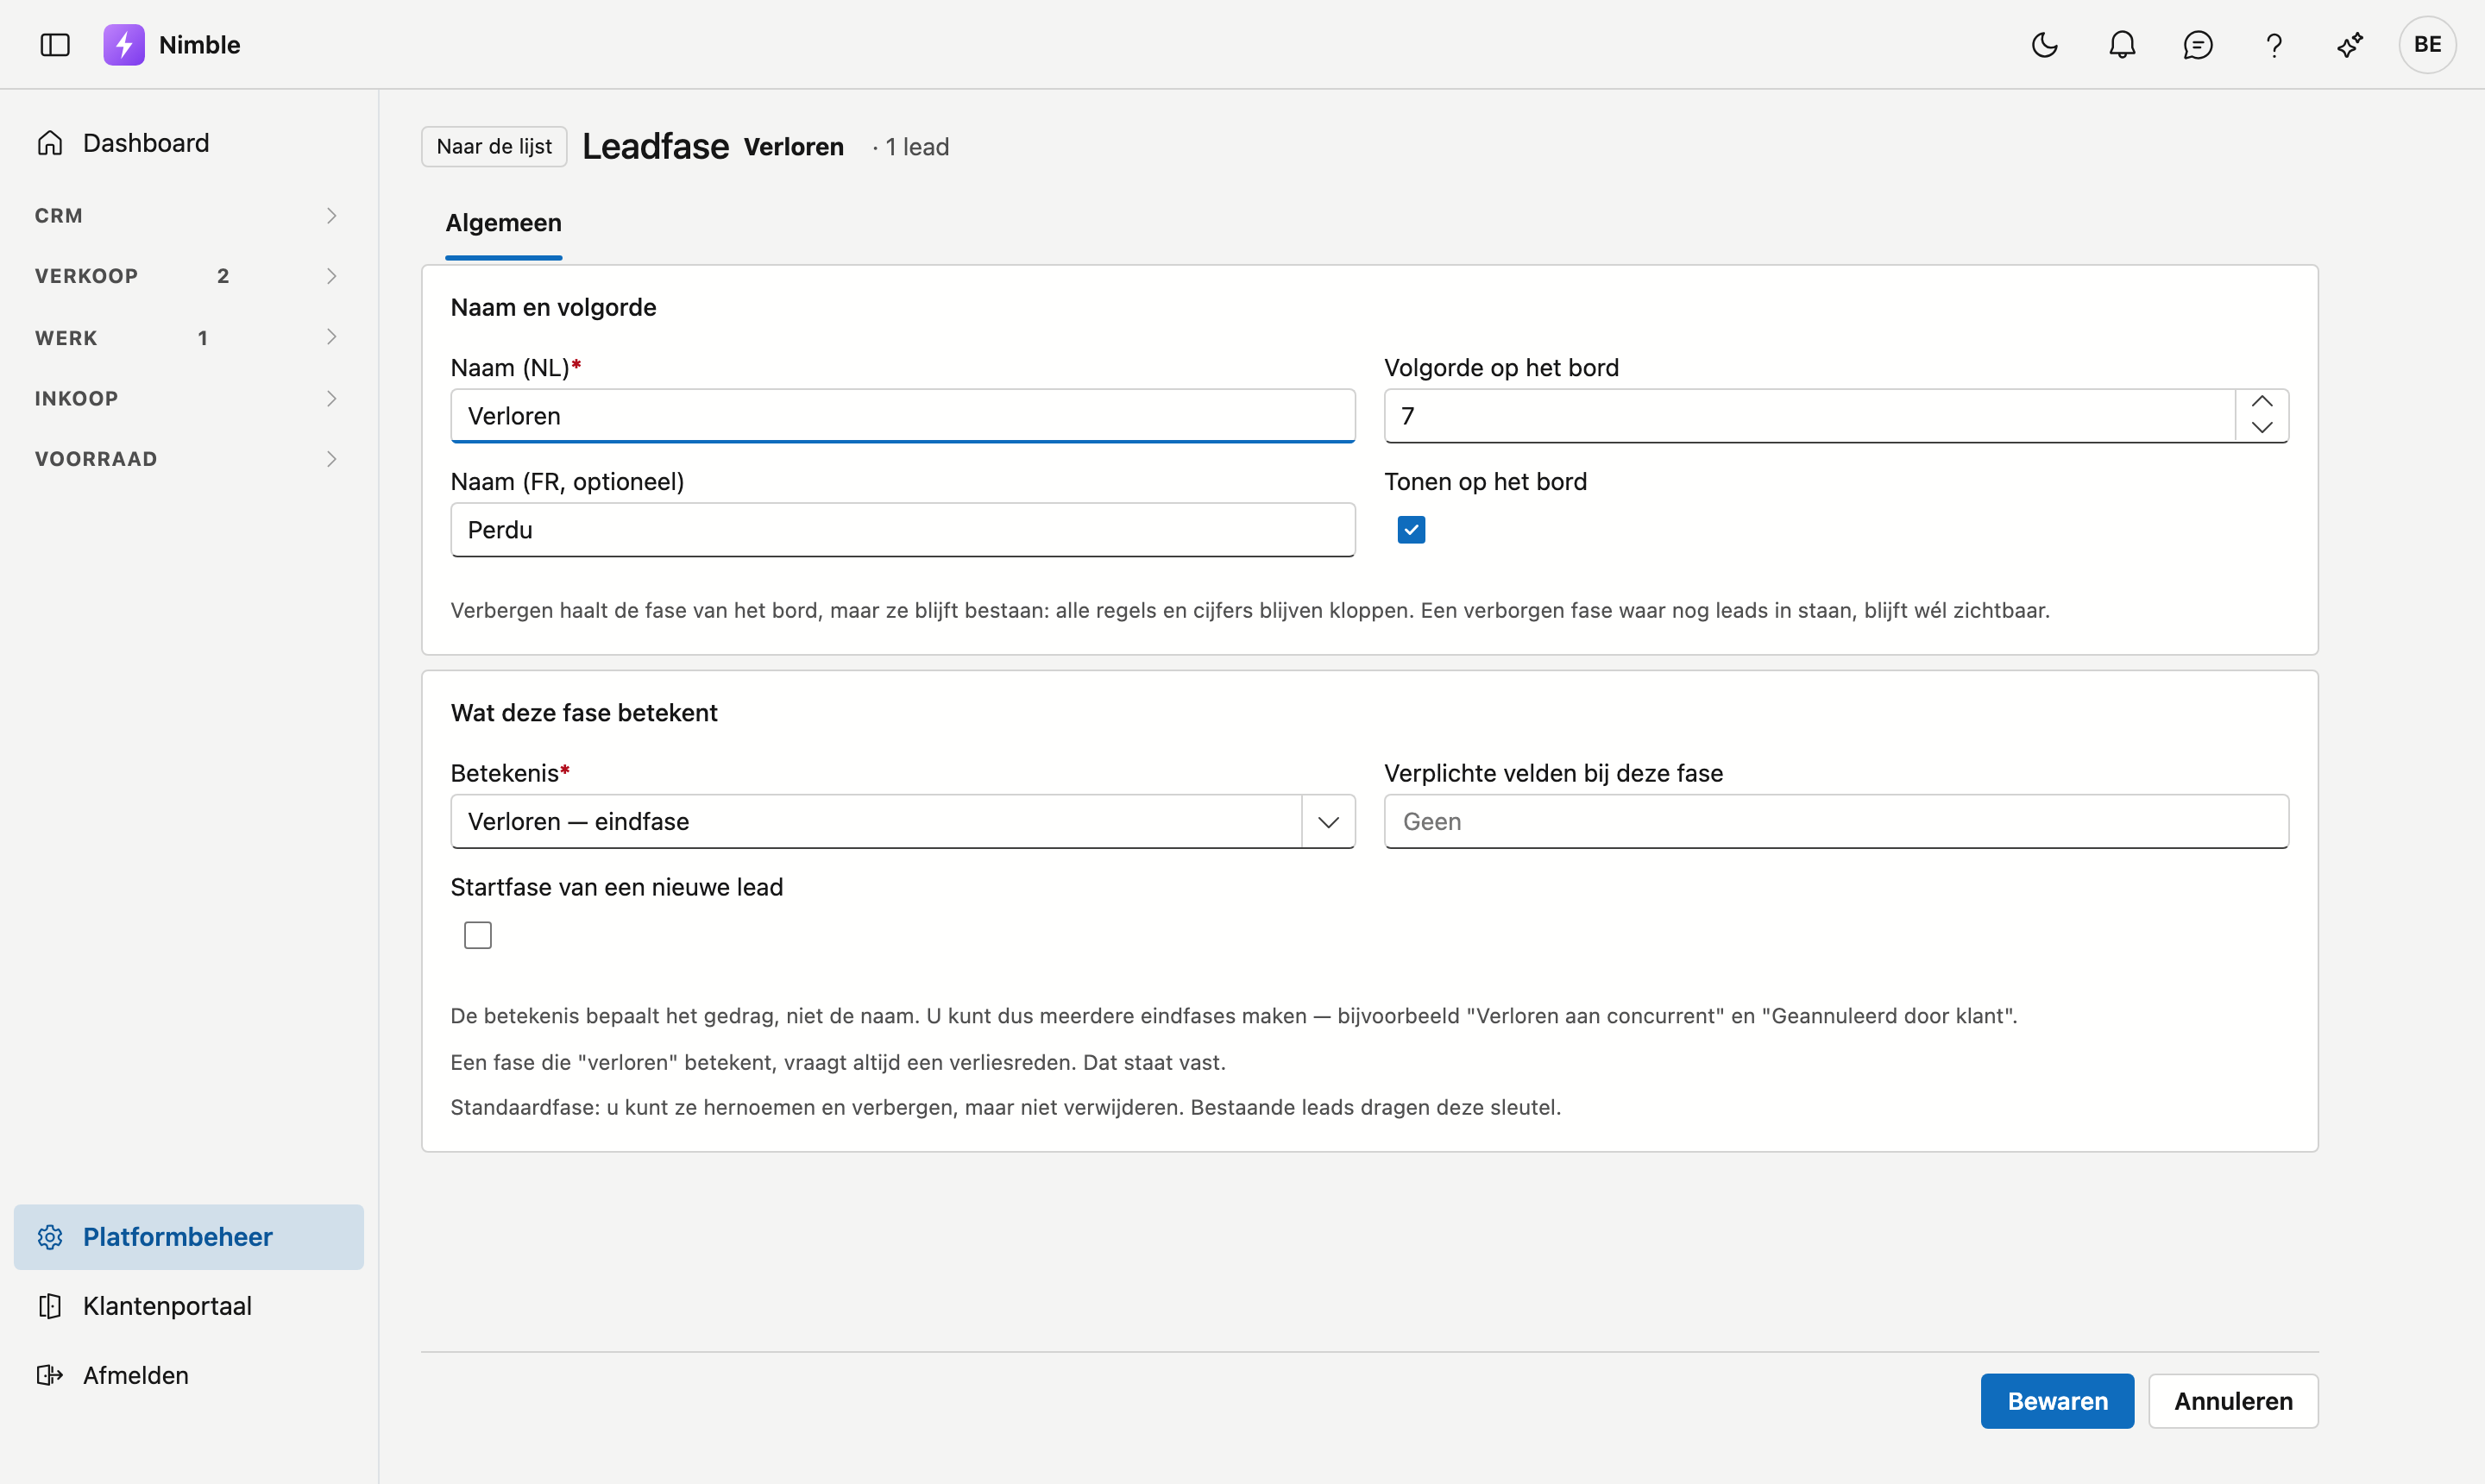 Nimble
BE
Dashboard
CRM
VERKOOP 2
WERK 1
INKOOP
VOORRAAD
Platformbeheer
Klantenportaal
Afmelden
Naar de lijst Leadfase Verloren · 1 lead
Algemeen
Naam en volgorde
Naam (NL)* Volgorde op het bord
Verloren 7
Naam (FR, optioneel) Tonen op het bord
Perdu
Verbergen haalt de fase van het bord, maar ze blijft bestaan: alle regels en cijfers blijven kloppen. Een verborgen fase waar nog leads in staan, blijft wél zichtbaar.
Wat deze fase betekent
Betekenis* Verplichte velden bij deze fase
Verloren — eindfase Geen
Startfase van een nieuwe lead
De betekenis bepaalt het gedrag, niet de naam. U kunt dus meerdere eindfases maken — bijvoorbeeld "Verloren aan concurrent" en "Geannuleerd door klant".
Een fase die "verloren" betekent, vraagt altijd een verliesreden. Dat staat vast.
Standaardfase: u kunt ze hernoemen en verbergen, maar niet verwijderen. Bestaande leads dragen deze sleutel.
Bewaren Annuleren